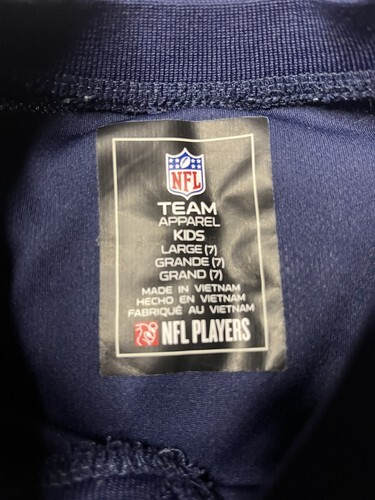 NFL
TEAM
APPAREL
KIDS
LARGE (7)
GRANDE (7)
GRAND (7)
MADE IN VIETNAM
HECHO EN VIETNAM
FABRIQUÉ AU VIETNAM
NFL PLAYERS